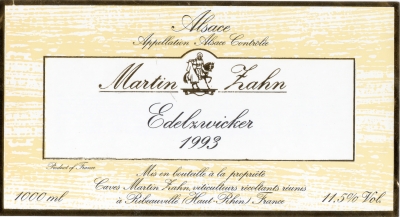 Alsace
Appellation Alsace Contrôlée
Martin Zahn
Edelzwicker
1993
Product of France
Mis en bouteille à la propriété
Caves Martin Zahn, viticulteurs récoltants réunis
1000 ml à Ribeauvillé (Haut-Rhin) France 11.5% Vol.